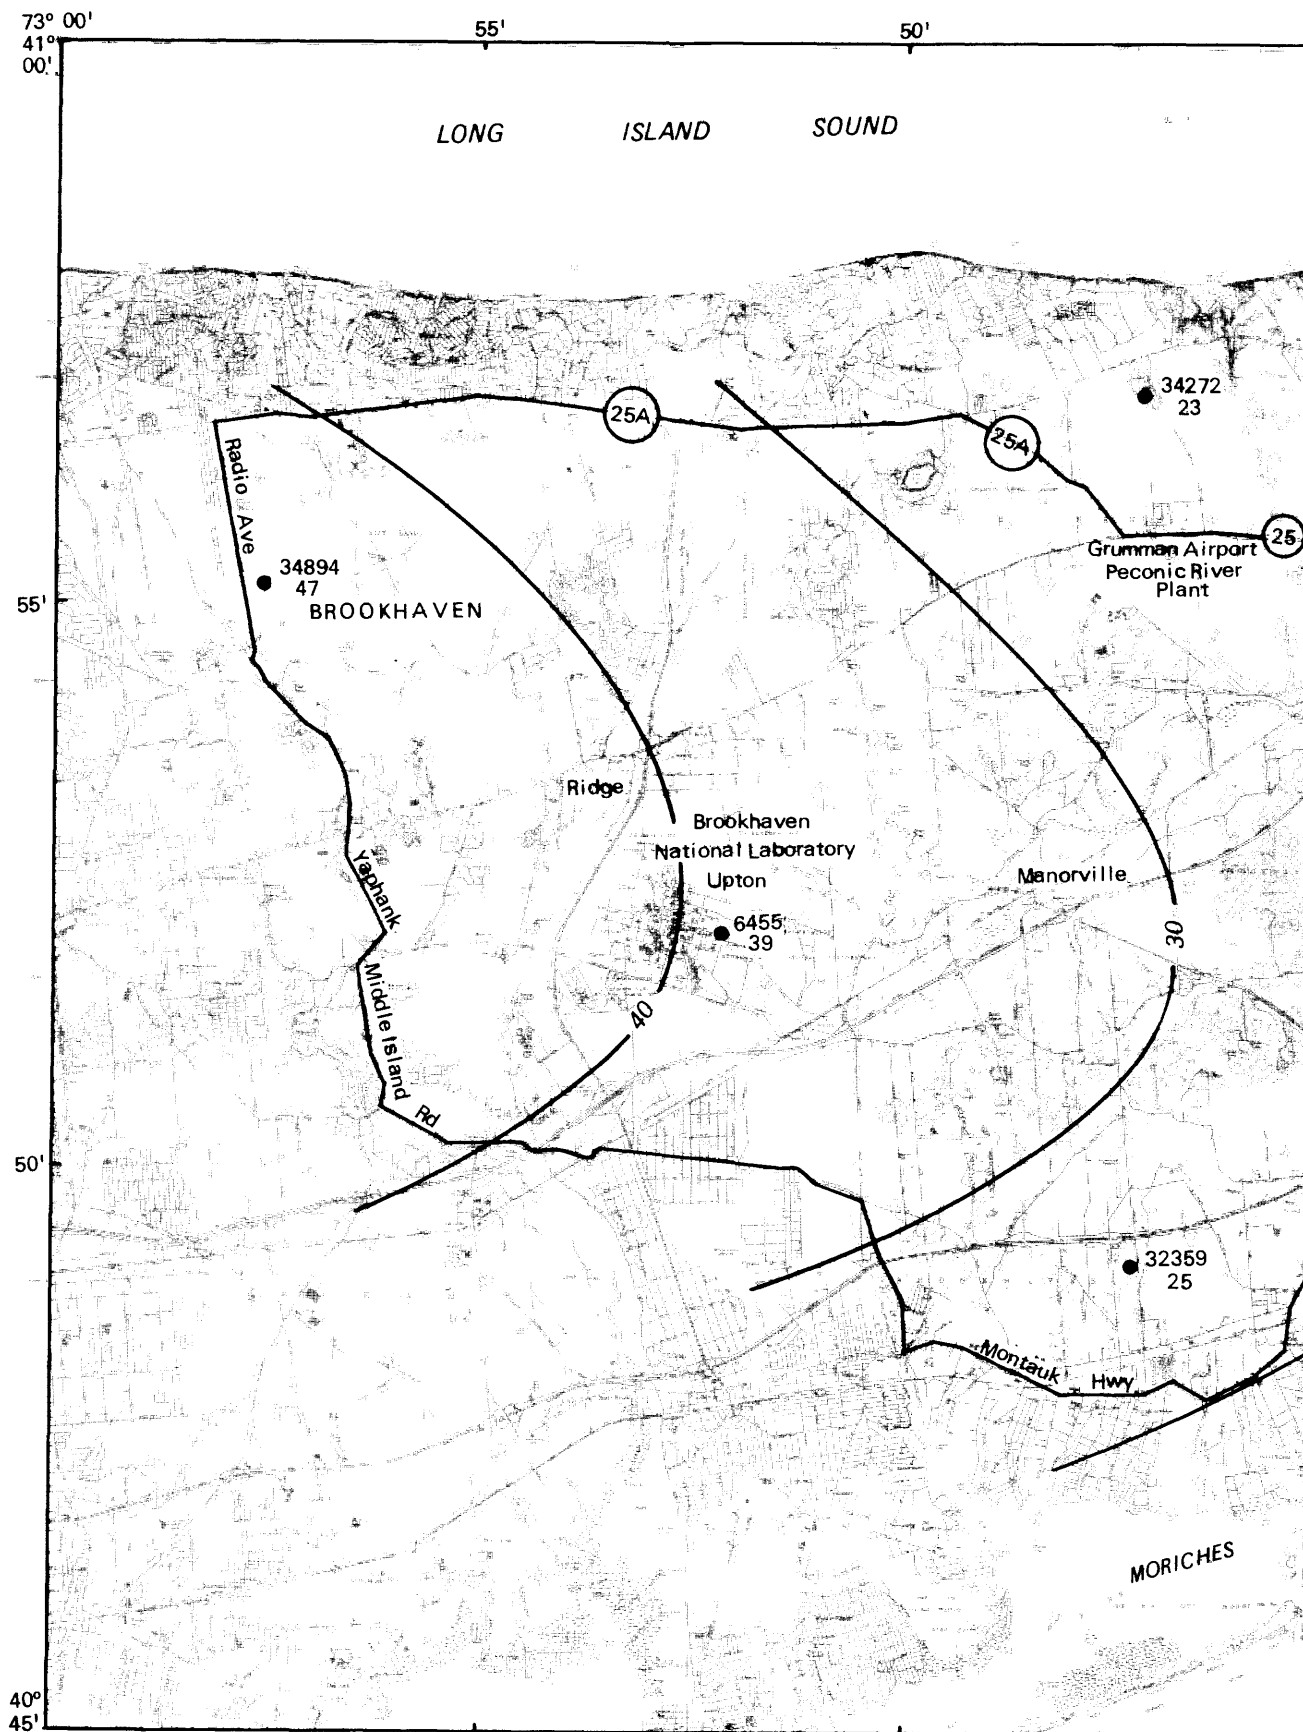 73° 00'
55'
50'
41°
00'
LONG ISLAND SOUND
34272
23
25A
25A
Radio Ave
25
Grumman Airport
Peconic River
Plant
34894
47
BROOKHAVEN
55'
Ridge
Brookhaven
National Laboratory
Upton
Manorville
Yaphank
6455
39
30
Middle Island
40
Rd
50'
32359
25
Montauk Hwy
MORICHES
40°
45'